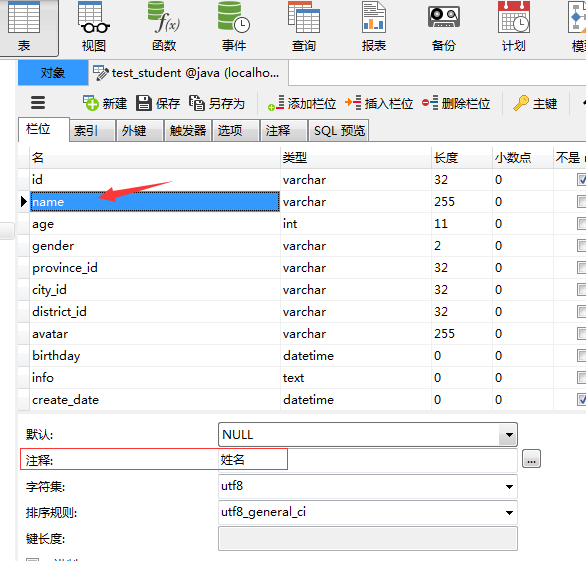 表 视图 函数 事件 查询 报表 备份 计划
对象 test_student @java (localho...
新建 保存 另存为 添加栏位 插入栏位 删除栏位 主键
栏位 索引 外键 触发器 选项 注释 SQL 预览
名 类型 长度 小数点 不是
id varchar 32 0
name varchar 255 0
age int 11 0
gender varchar 2 0
province_id varchar 32 0
city_id varchar 32 0
district_id varchar 32 0
avatar varchar 255 0
birthday datetime 0 0
info text 0 0
create_date datetime 0 0
默认: NULL
注释: 姓名 ...
字符集: utf8
排序规则: utf8_general_ci
键长度: